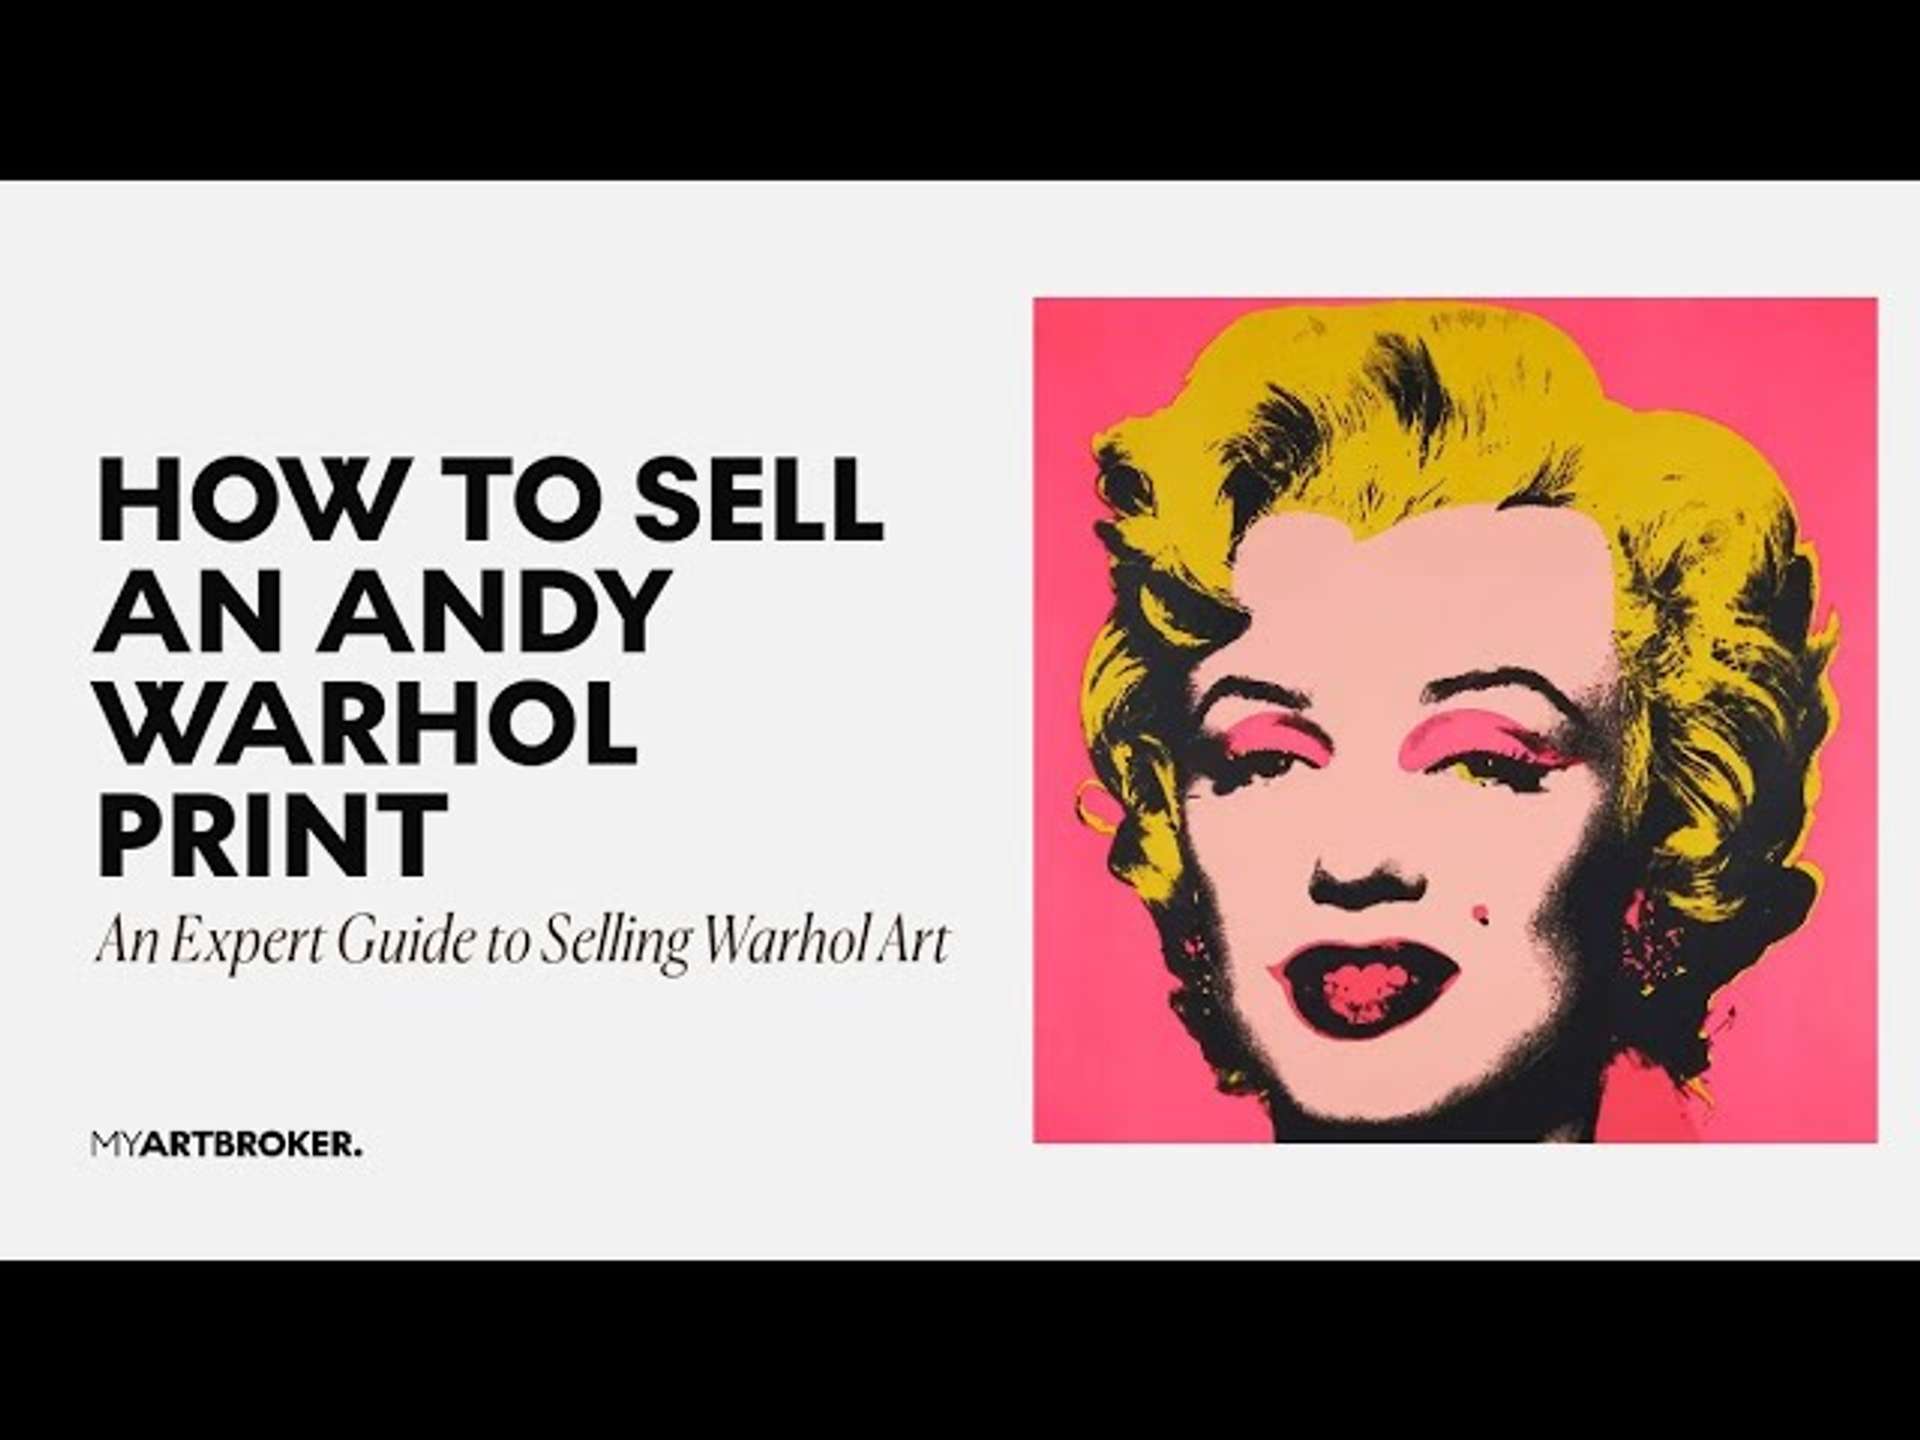 HOW TO SELL
AN ANDY
WARHOL
PRINT
An Expert Guide to Selling Warhol Art
MYARTBROKER.